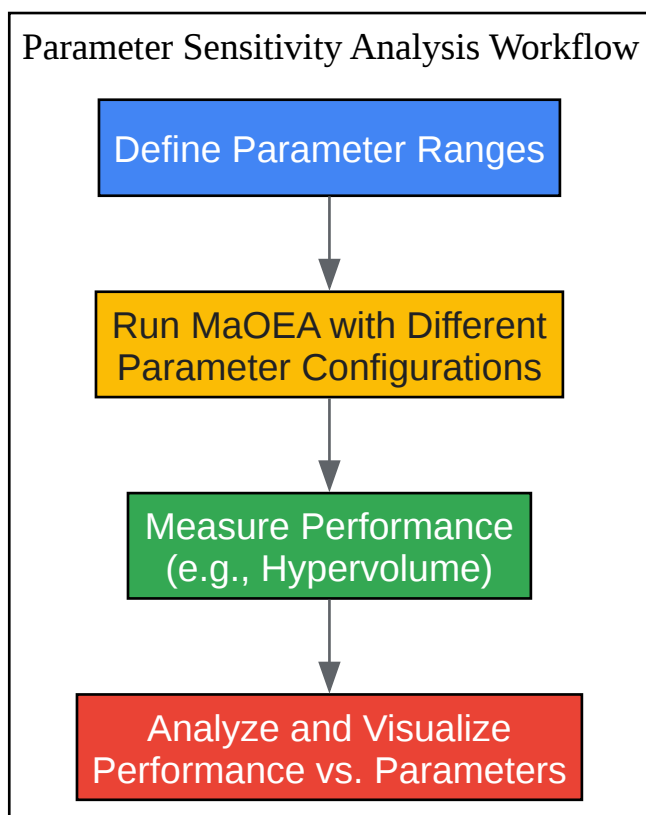 Parameter Sensitivity Analysis Workflow
Define Parameter Ranges
Run MaOEA with Different
Parameter Configurations
Measure Performance
(e.g., Hypervolume)
Analyze and Visualize
Performance vs. Parameters